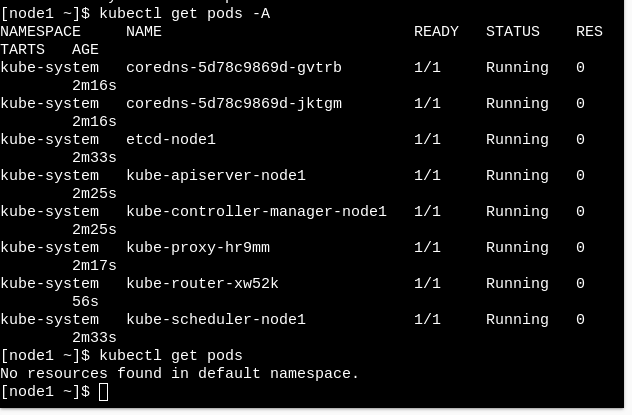 [node1 ~]$ kubectl get pods -A
NAMESPACE     NAME                            READY   STATUS    RES
TARTS   AGE
kube-system   coredns-5d78c9869d-gvtrb        1/1     Running   0
        2m16s
kube-system   coredns-5d78c9869d-jktgm        1/1     Running   0
        2m16s
kube-system   etcd-node1                      1/1     Running   0
        2m33s
kube-system   kube-apiserver-node1            1/1     Running   0
        2m25s
kube-system   kube-controller-manager-node1   1/1     Running   0
        2m25s
kube-system   kube-proxy-hr9mm                1/1     Running   0
        2m17s
kube-system   kube-router-xw52k               1/1     Running   0
        56s
kube-system   kube-scheduler-node1            1/1     Running   0
        2m33s
[node1 ~]$ kubectl get pods
No resources found in default namespace.
[node1 ~]$